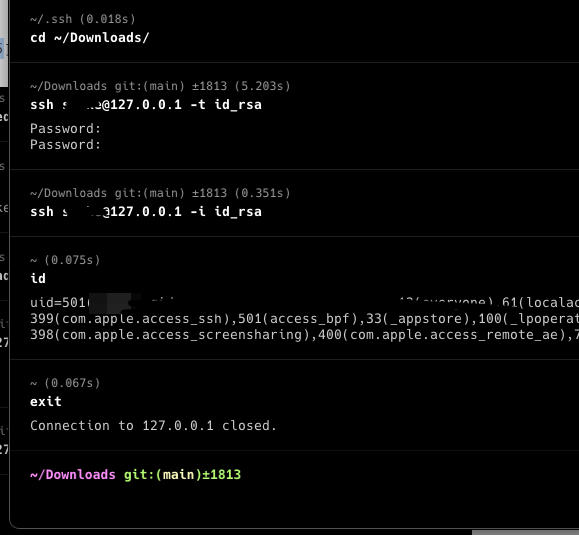 ~/.ssh (0.018s)
cd ~/Downloads/
~/Downloads git:(main) ±1813 (5.203s)
ssh s @127.0.0.1 -t id_rsa
Password:
Password:
~/Downloads git:(main) ±1813 (0.351s)
ssh s @127.0.0.1 -i id_rsa
~ (0.075s)
id
uid=501( 12(everyone),61(localac
399(com.apple.access_ssh),501(access_bpf),33(_appstore),100(_lpoperat
398(com.apple.access_screensharing),400(com.apple.access_remote_ae),7
~ (0.067s)
exit
Connection to 127.0.0.1 closed.
~/Downloads git:(main)±1813